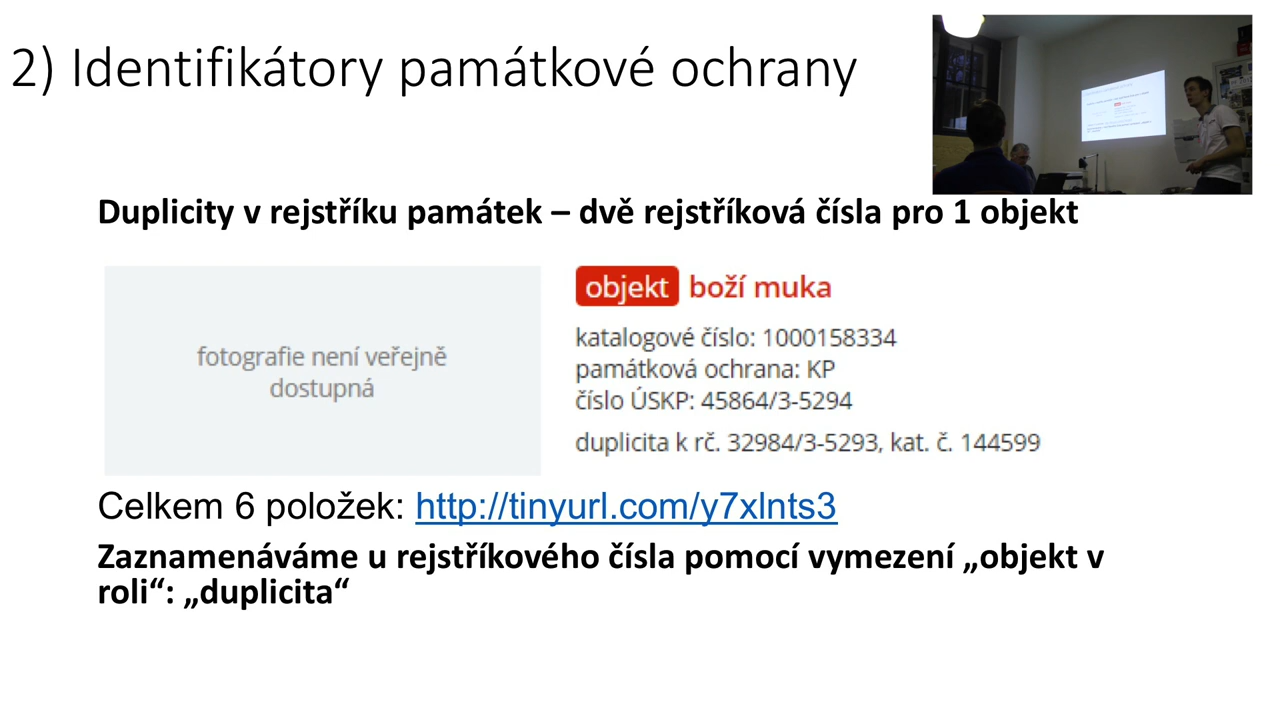 2) Identifikátory památkové ochrany
Duplicity v rejstříku památek – dvě rejstříková čísla pro 1 objekt
fotografie není veřejně
dostupná
objekt boží muka
katalogové číslo: 1000158334
památková ochrana: KP
číslo ÚSKP: 45864/3-5294
duplicita k rč. 32984/3-5293, kat. č. 144599
Celkem 6 položek: http://tinyurl.com/y7xlnts3
Zaznamenáváme u rejstříkového čísla pomocí vymezení „objekt v
roli“: „duplicita“